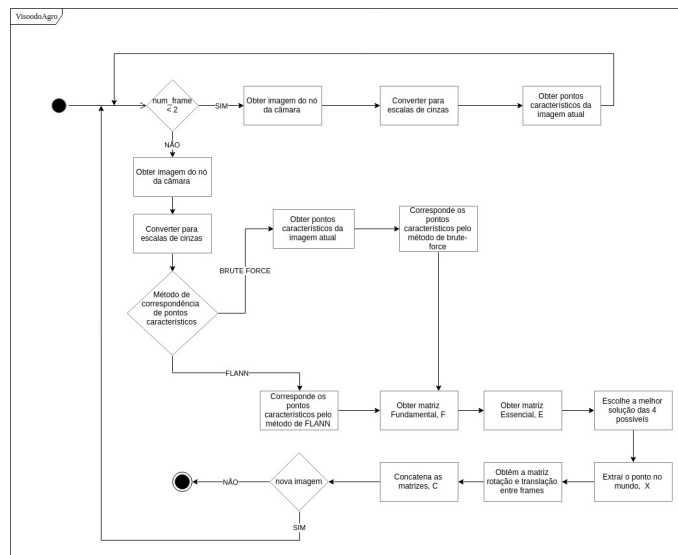 VisoodoAgro
num_frame
< 2
SIM
Obter imagem do nó
da câmara
Converter para
escalas de cinzas
Obter pontos
característicos da
imagem atual
NÃO
Obter imagem do nó
da câmara
Converter para
escalas de cinzas
Obter pontos
característicos da
imagem atual
Corresponde os
pontos
característicos pelo
método de brute-
force
BRUTE FORCE
Método de
correspondência
de pontos
característicos
FLANN
Corresponde os
pontos
característicos pelo
método de FLANN
Obter matriz
Fundamental, F
Obter matriz
Essencial, E
Escolhe a melhor
solução das 4
possiveis
Extraí o ponto no
mundo, X
Obtêm a matriz
rotação e translação
entre frames
Concatena as
matrizes, C
nova imagem
NÃO
SIM